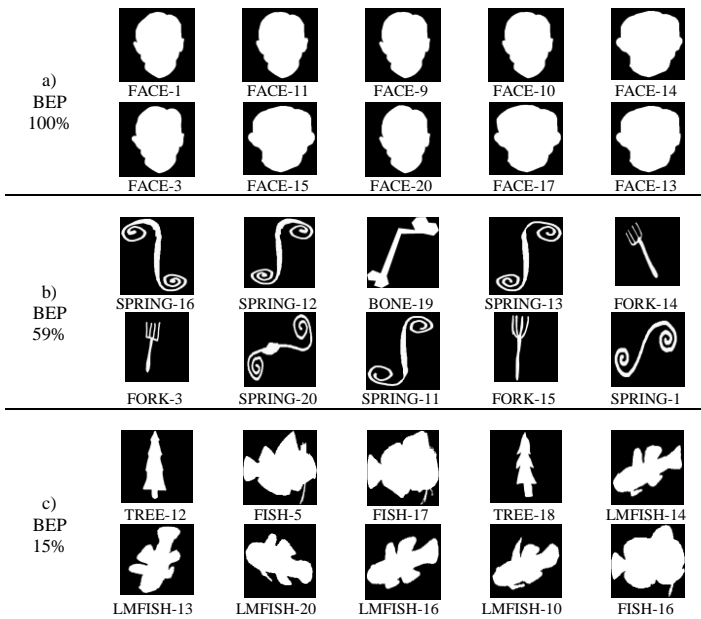 a)
BEP
100%
FACE-1 FACE-11 FACE-9 FACE-10 FACE-14
FACE-3 FACE-15 FACE-20 FACE-17 FACE-13
b)
BEP
59%
SPRING-16 SPRING-12 BONE-19 SPRING-13 FORK-14
FORK-3 SPRING-20 SPRING-11 FORK-15 SPRING-1
c)
BEP
15%
TREE-12 FISH-5 FISH-17 TREE-18 LMFISH-14
LMFISH-13 LMFISH-20 LMFISH-16 LMFISH-10 FISH-16